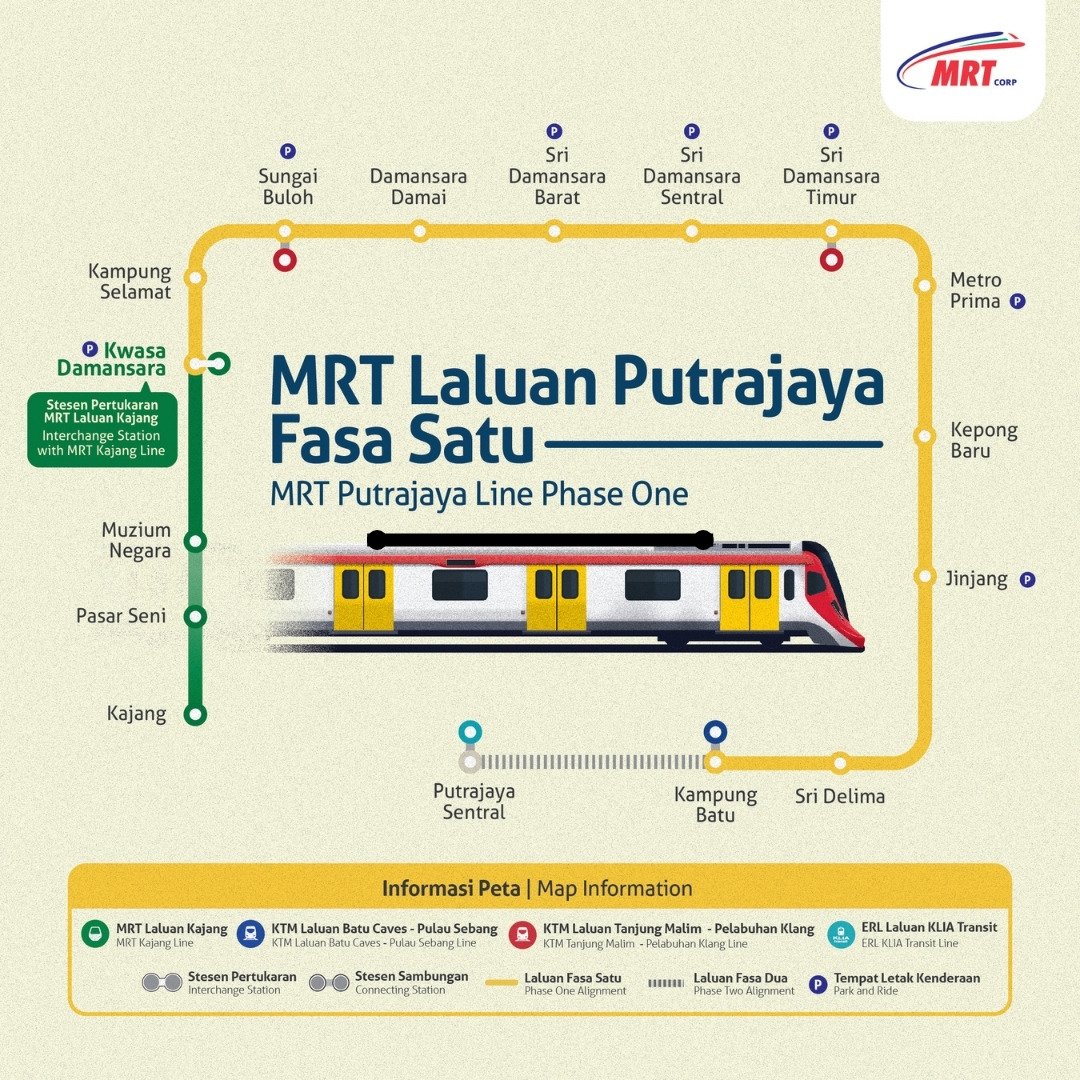 MRT CORP
P
Sungai
Buloh
Damansara
Damai
P
Sri
Damansara
Barat
P
Sri
Damansara
Sentral
P
Sri
Damansara
Timur
Kampung
Selamat
Metro
Prima P
P Kwasa
Damansara
Stesen Pertukaran
MRT Laluan Kajang
Interchange Station
with MRT Kajang Line
MRT Laluan Putrajaya
Fasa Satu
MRT Putrajaya Line Phase One
Kepong
Baru
Muzium
Negara
Jinjang P
Pasar Seni
Kajang
Putrajaya
Sentral
Kampung
Batu
Sri Delima
Informasi Peta | Map Information
MRT Laluan Kajang
MRT Kajang Line
KTM Laluan Batu Caves - Pulau Sebang
KTM Laluan Batu Caves - Pulau Sebang Line
KTM Laluan Tanjung Malim - Pelabuhan Klang
KTM Tanjung Malim - Pelabuhan Klang Line
KLIA
ERL Laluan KLIA Transit
ERL KLIA Transit Line
Stesen Pertukaran
Interchange Station
Stesen Sambungan
Connecting Station
Laluan Fasa Satu
Phase One Alignment
Laluan Fasa Dua
Phase Two Alignment
P
Tempat Letak Kenderaan
Park and Ride